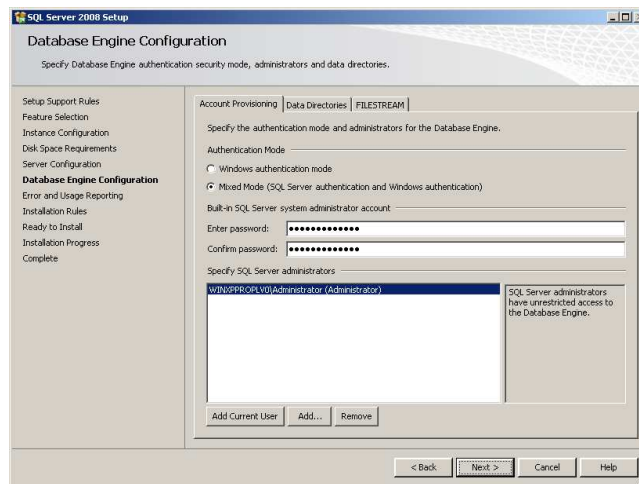 SQL Server 2008 Setup
Database Engine Configuration
Specify Database Engine authentication security mode, administrators and data directories.
Setup Support Rules
Feature Selection
Instance Configuration
Disk Space Requirements
Server Configuration
Database Engine Configuration
Error and Usage Reporting
Installation Rules
Ready to Install
Installation Progress
Complete
Account Provisioning
Data Directories
FILESTREAM
Specify the authentication mode and administrators for the Database Engine.
Authentication Mode
Windows authentication mode
Mixed Mode (SQL Server authentication and Windows authentication)
Built-in SQL Server system administrator account
Enter password: •••••••••••••
Confirm password: •••••••••••••
Specify SQL Server administrators
WINXPPROPLV0\Administrator (Administrator)
SQL Server administrators
have unrestricted access to
the Database Engine.
Add Current User
Add...
Remove
< Back
Next >
Cancel
Help